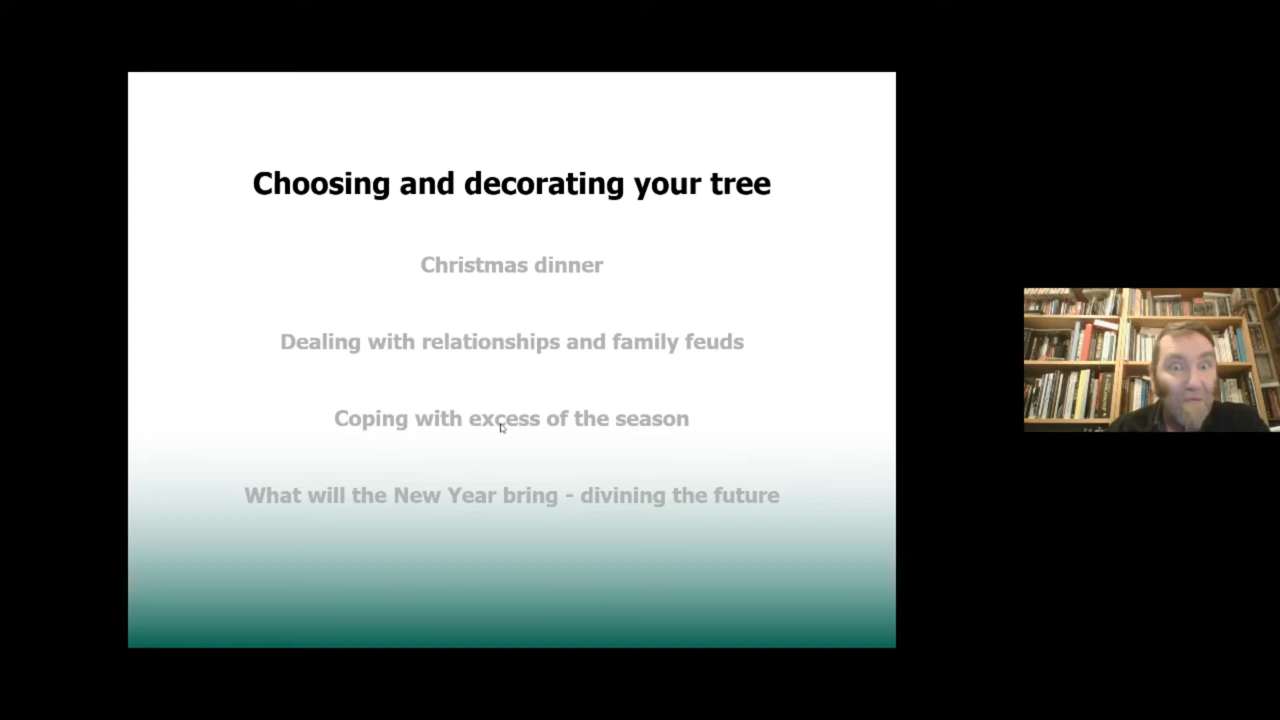 Choosing and decorating your tree
Christmas dinner
Dealing with relationships and family feuds
Coping with excess of the season
What will the New Year bring - divining the future